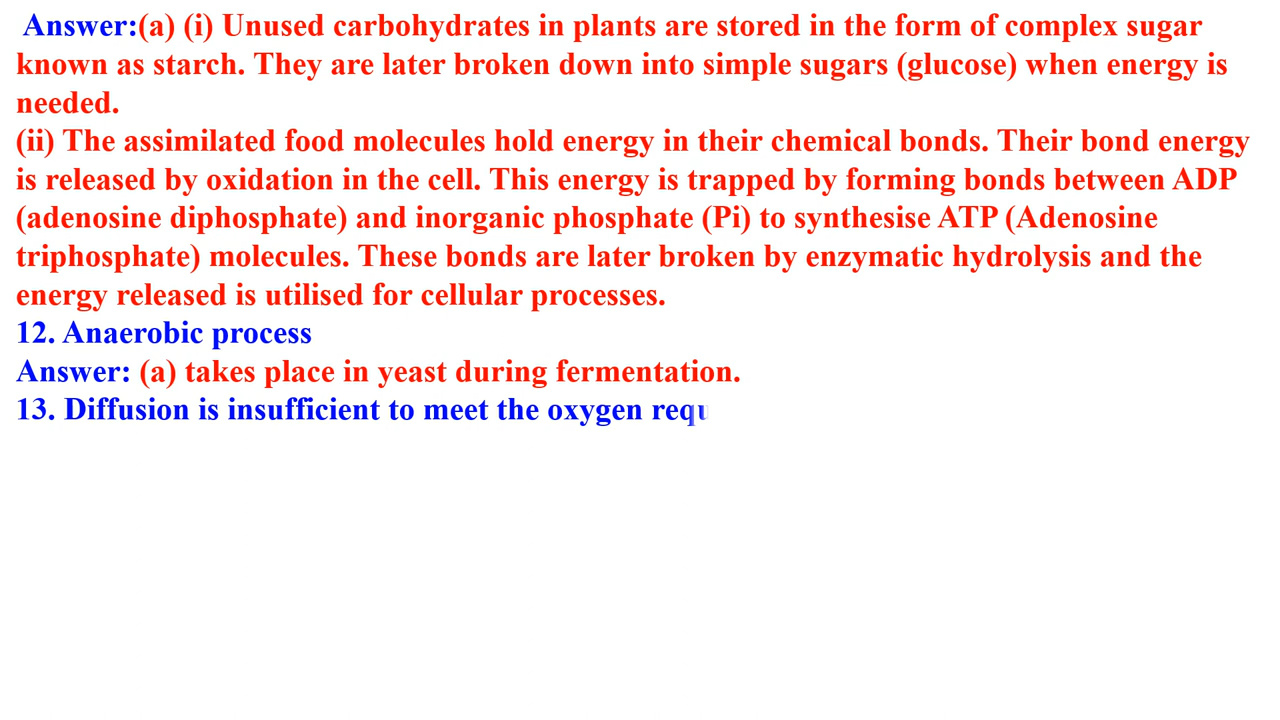 Answer:(a) (i) Unused carbohydrates in plants are stored in the form of complex sugar
known as starch. They are later broken down into simple sugars (glucose) when energy is
needed.
(ii) The assimilated food molecules hold energy in their chemical bonds. Their bond energy
is released by oxidation in the cell. This energy is trapped by forming bonds between ADP
(adenosine diphosphate) and inorganic phosphate (Pi) to synthesise ATP (Adenosine
triphosphate) molecules. These bonds are later broken by enzymatic hydrolysis and the
energy released is utilised for cellular processes.
12. Anaerobic process
Answer: (a) takes place in yeast during fermentation.
13. Diffusion is insufficient to meet the oxygen